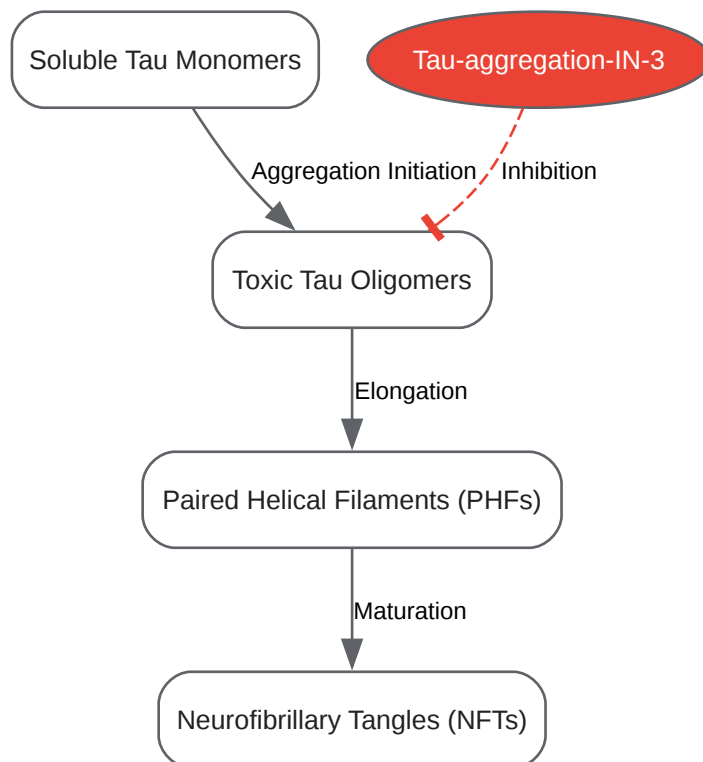 Soluble Tau Monomers
Tau-aggregation-IN-3
Aggregation Initiation
Inhibition
Toxic Tau Oligomers
Elongation
Paired Helical Filaments (PHFs)
Maturation
Neurofibrillary Tangles (NFTs)